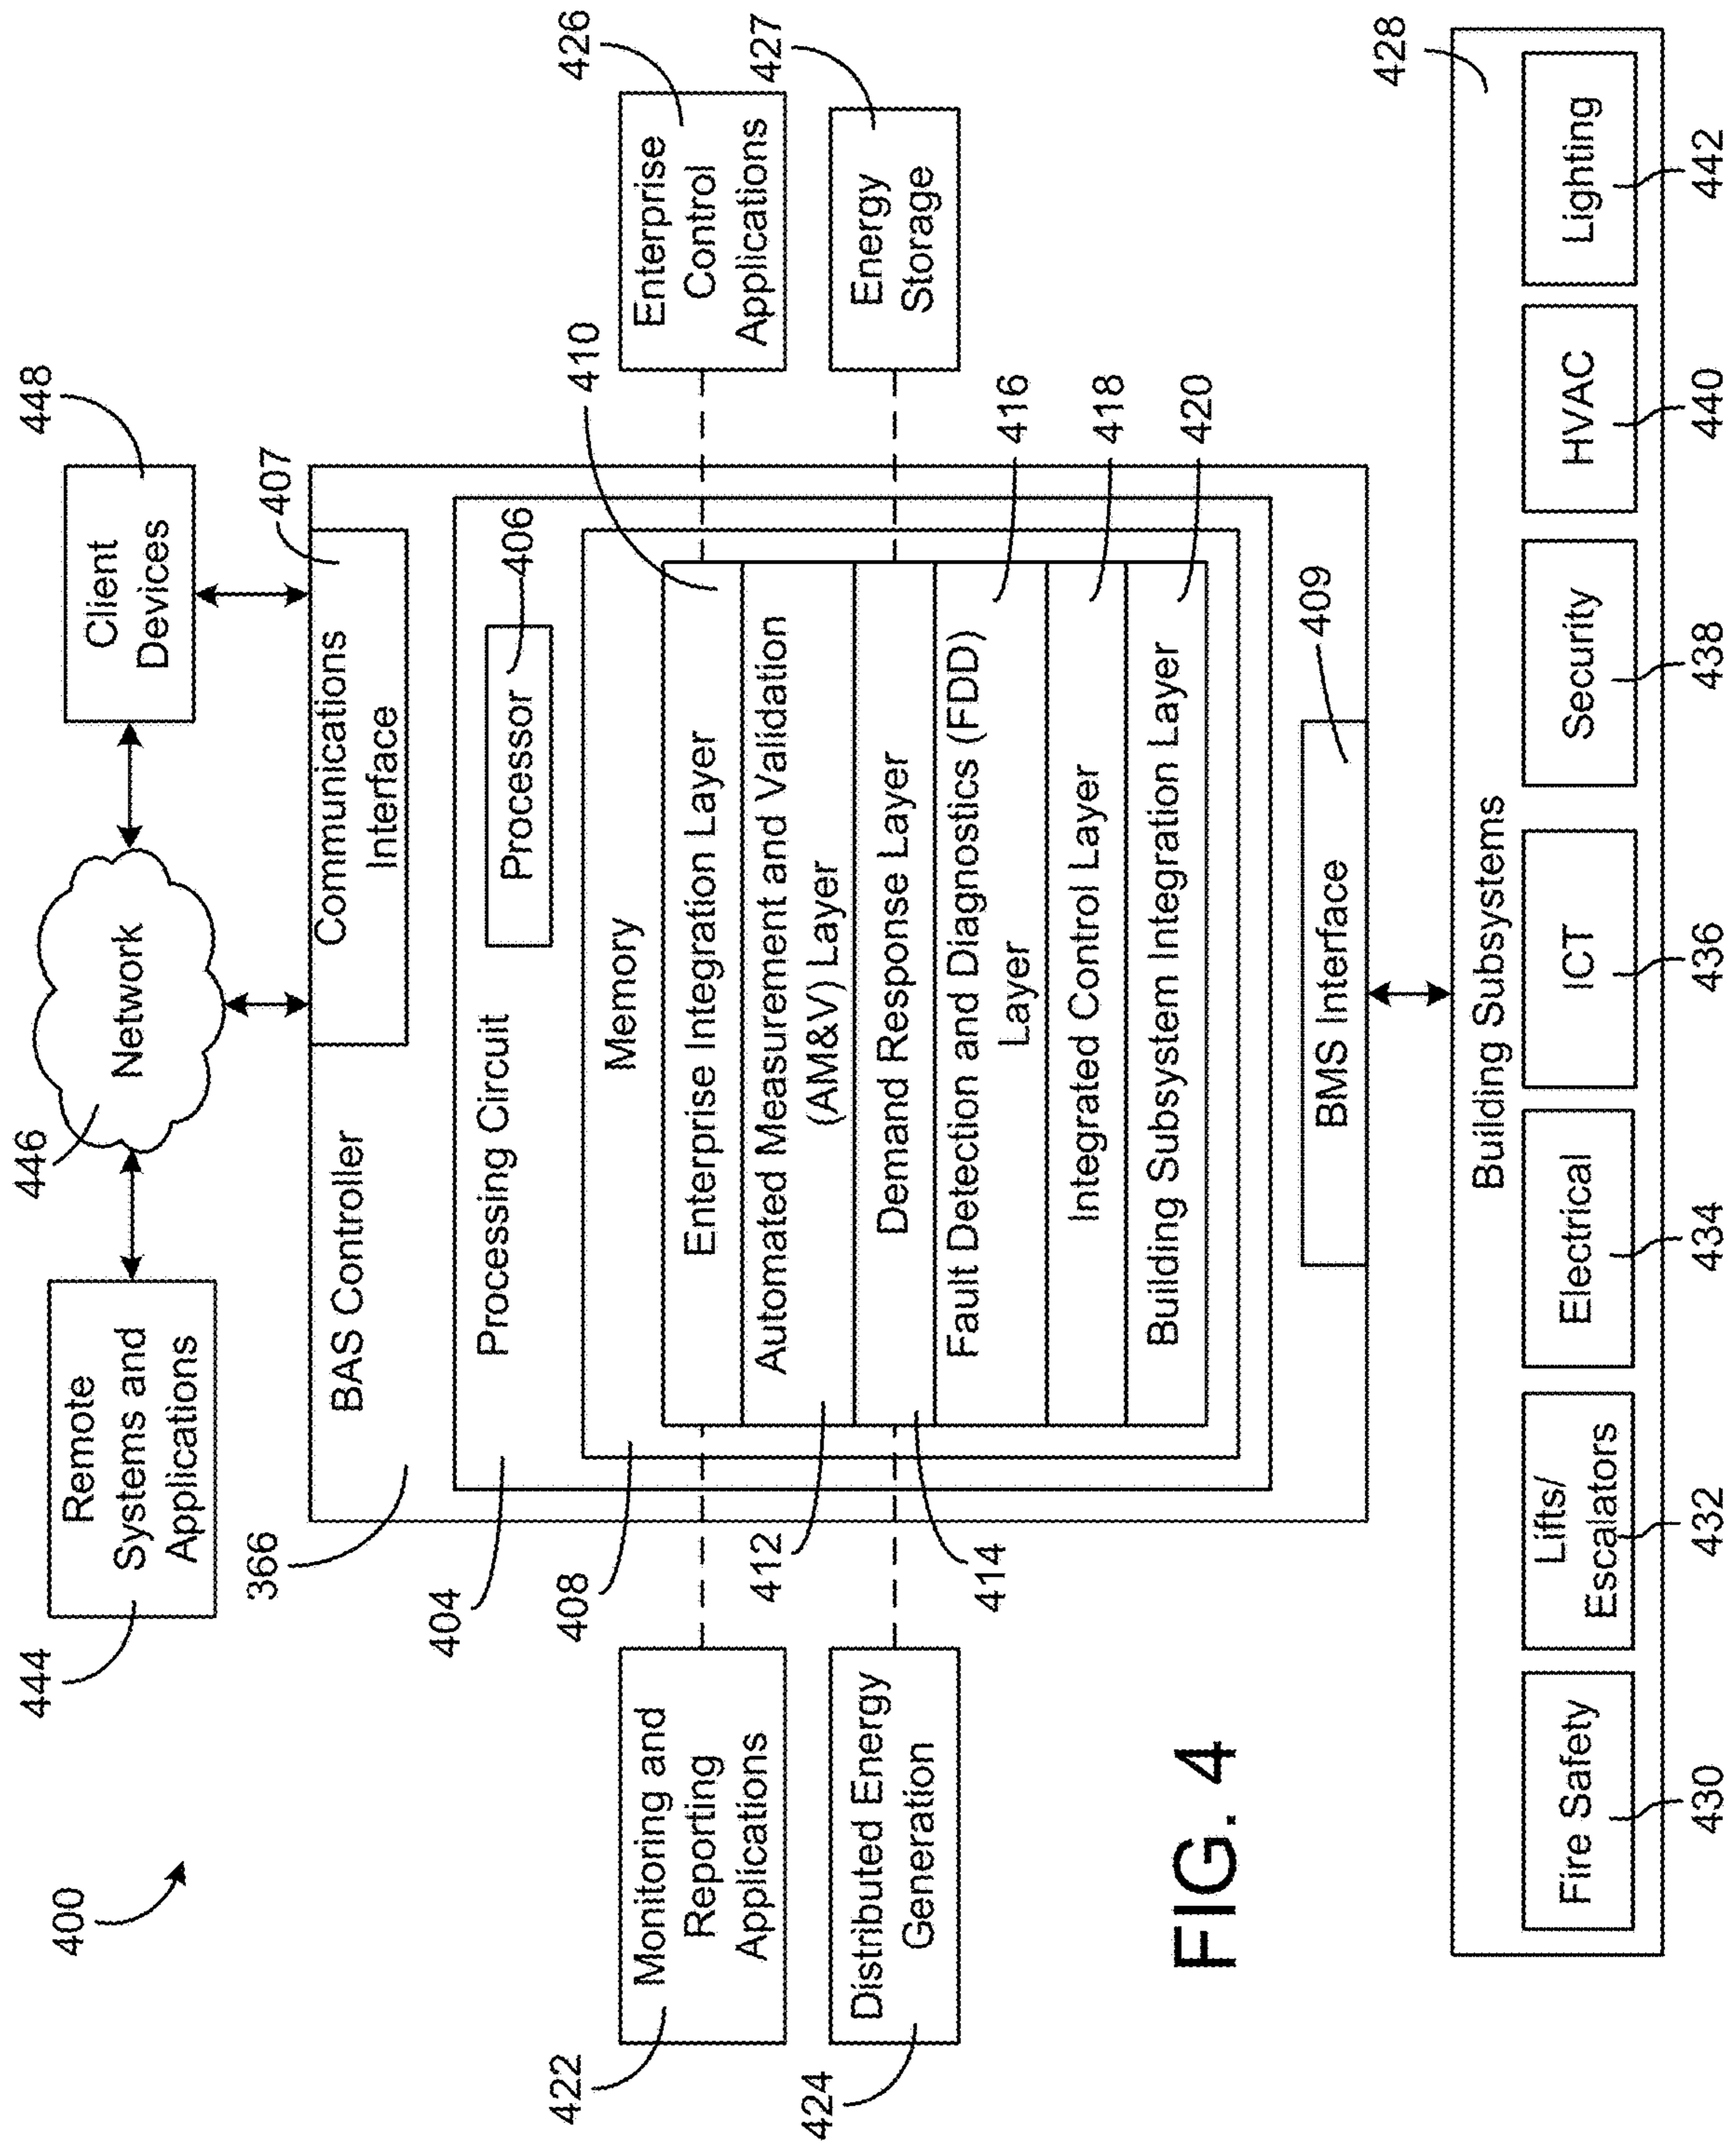 400
444
Remote
Systems and
Applications
446
Network
448
Client
Devices
366
BAS Controller
407
Communications
Interface
404
Processing Circuit
Processor
406
408
Memory
410
Enterprise Integration Layer
Automated Measurement and Validation
(AM&V) Layer
412
Demand Response Layer
414
Fault Detection and Diagnostics (FDD)
Layer
416
Integrated Control Layer
418
Building Subsystem Integration Layer
420
422
Monitoring and
Reporting
Applications
424
Distributed Energy
Generation
426
Enterprise
Control
Applications
427
Energy
Storage
BMS Interface
409
FIG. 4
Building Subsystems
428
Fire Safety
Lifts/
Escalators
Electrical
ICT
Security
HVAC
Lighting
430
432
434
436
438
440
442